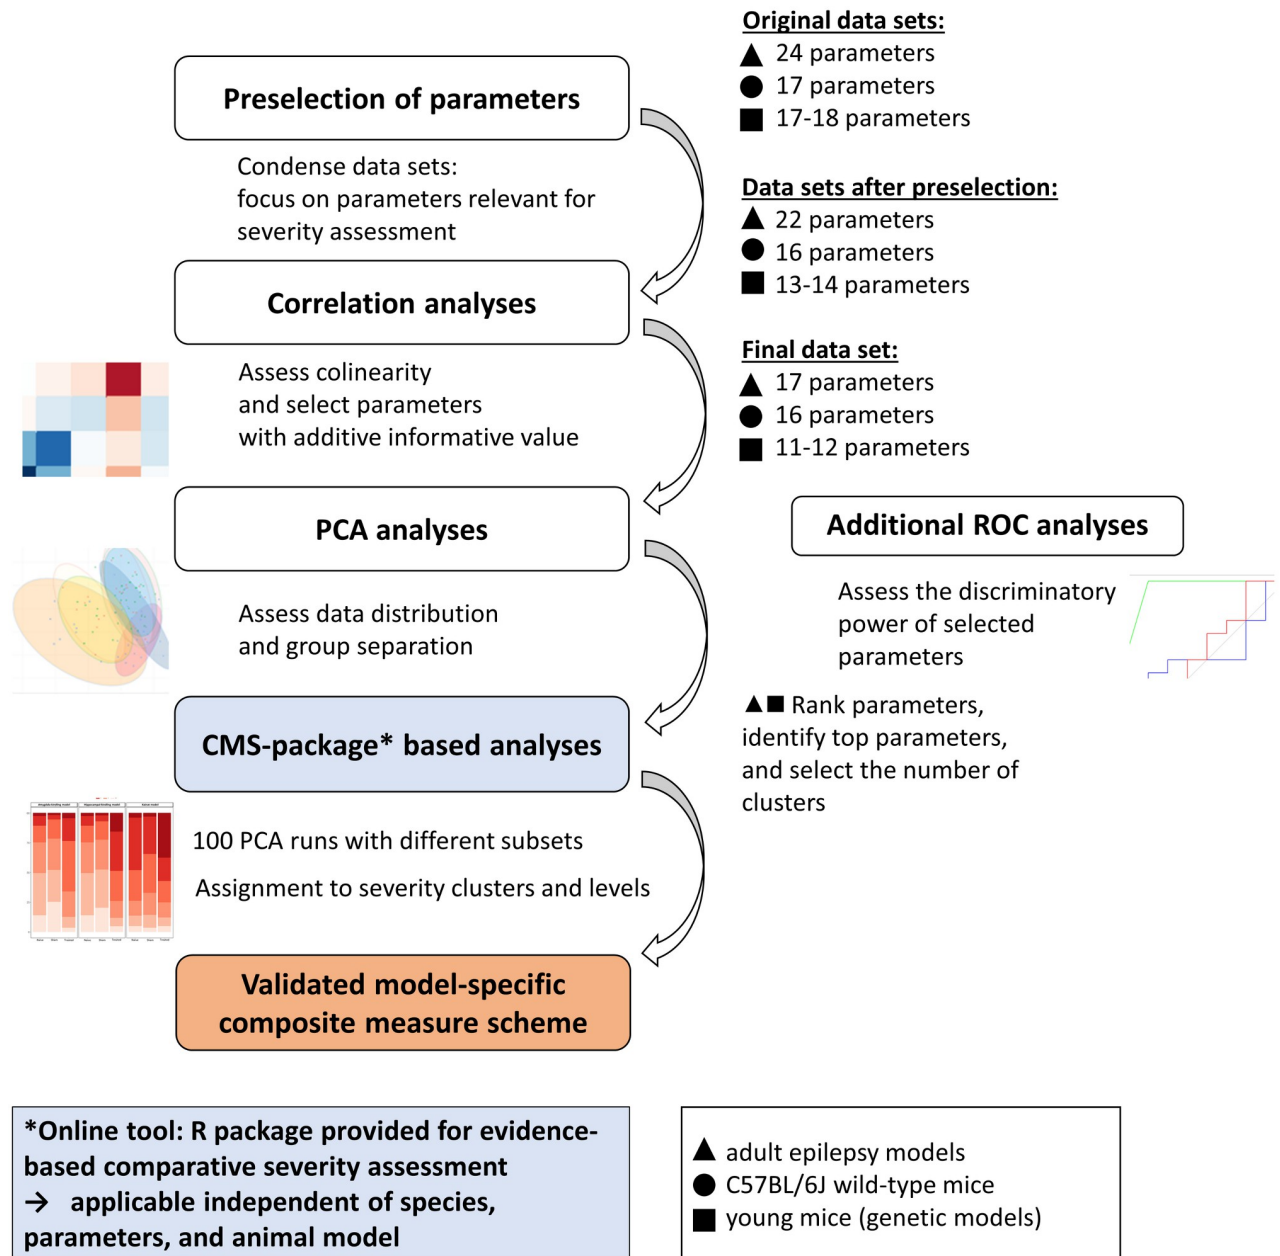 Original data sets:
▲ 24 parameters
● 17 parameters
■ 17-18 parameters
Preselection of parameters
Condense data sets:
focus on parameters relevant for
severity assessment
Data sets after preselection:
▲ 22 parameters
● 16 parameters
■ 13-14 parameters
Correlation analyses
Assess colinearity
and select parameters
with additive informative value
Final data set:
▲ 17 parameters
● 16 parameters
■ 11-12 parameters
PCA analyses
Assess data distribution
and group separation
Additional ROC analyses
Assess the discriminatory
power of selected
parameters
▲■ Rank parameters,
identify top parameters,
and select the number of
clusters
CMS-package* based analyses
100 PCA runs with different subsets
Assignment to severity clusters and levels
Validated model-specific
composite measure scheme
*Online tool: R package provided for evidence-
based comparative severity assessment
→ applicable independent of species,
parameters, and animal model
▲ adult epilepsy models
● C57BL/6J wild-type mice
■ young mice (genetic models)